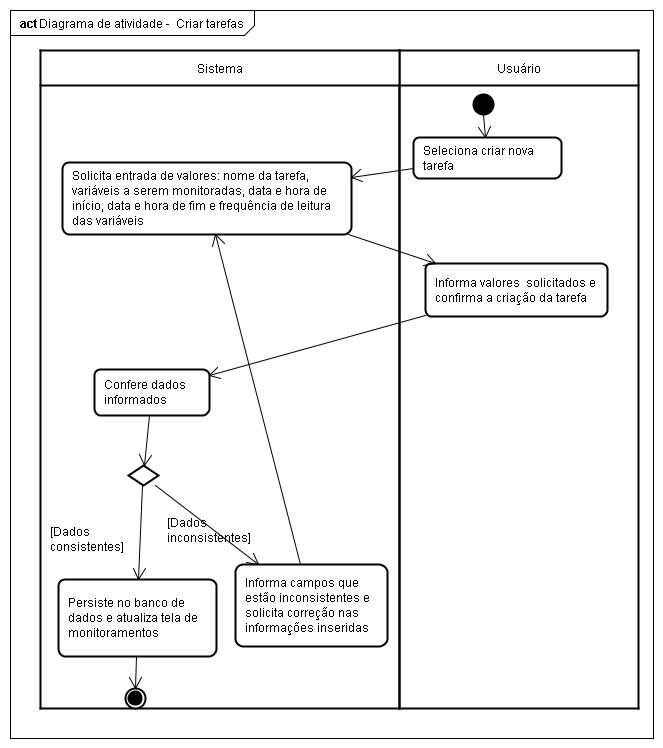 act Diagrama de atividade - Criar tarefas
Sistema
Usuário
Seleciona criar nova
tarefa
Solicita entrada de valores: nome da tarefa,
variáveis a serem monitoradas, data e hora de
início, data e hora de fim e frequência de leitura
das variáveis
Informa valores solicitados e
confirma a criação da tarefa
Confere dados
informados
[Dados
consistentes]
[Dados
inconsistentes]
Informa campos que
estão inconsistentes e
solicita correção nas
informações inseridas
Persiste no banco de
dados e atualiza tela de
monitoramentos